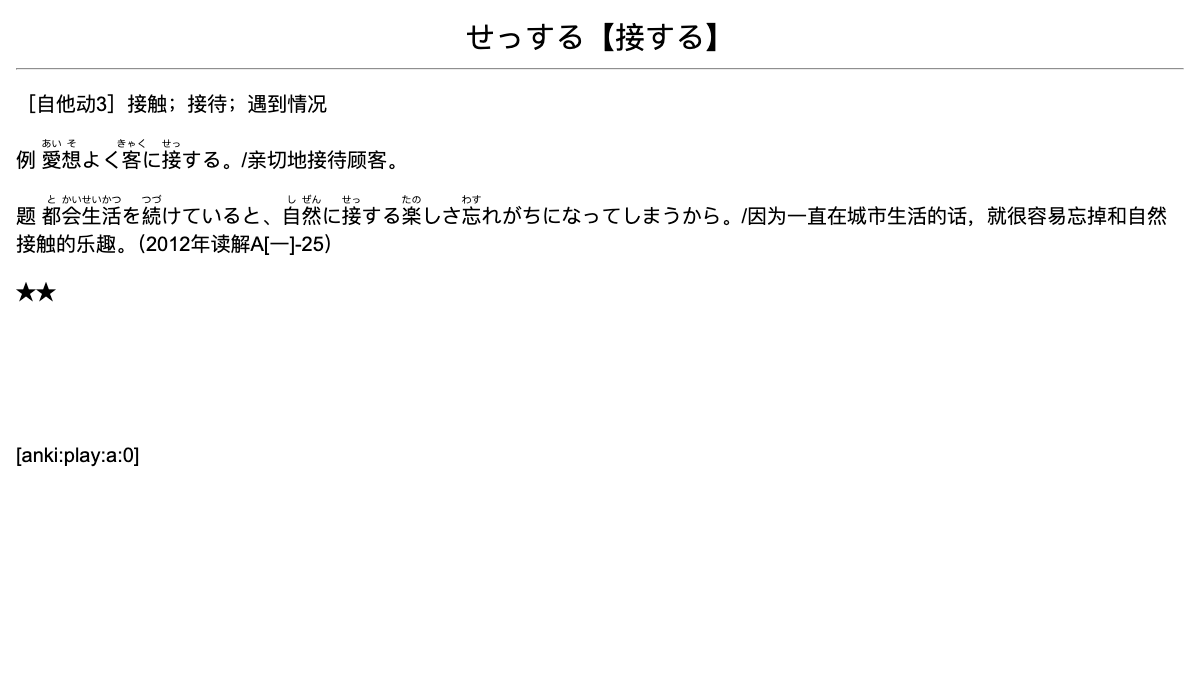 せっする【接する】
［自他动3］接触；接待；遇到情况
例 愛想よく客に接する。/亲切地接待顾客。
题 都会生活を続けていると、自然に接する楽しさ忘れがちになってしまうから。/因为一直在城市生活的话，就很容易忘掉和自然
接触的乐趣。（2012年读解A[一]-25）
★★
[anki:play:a:0]